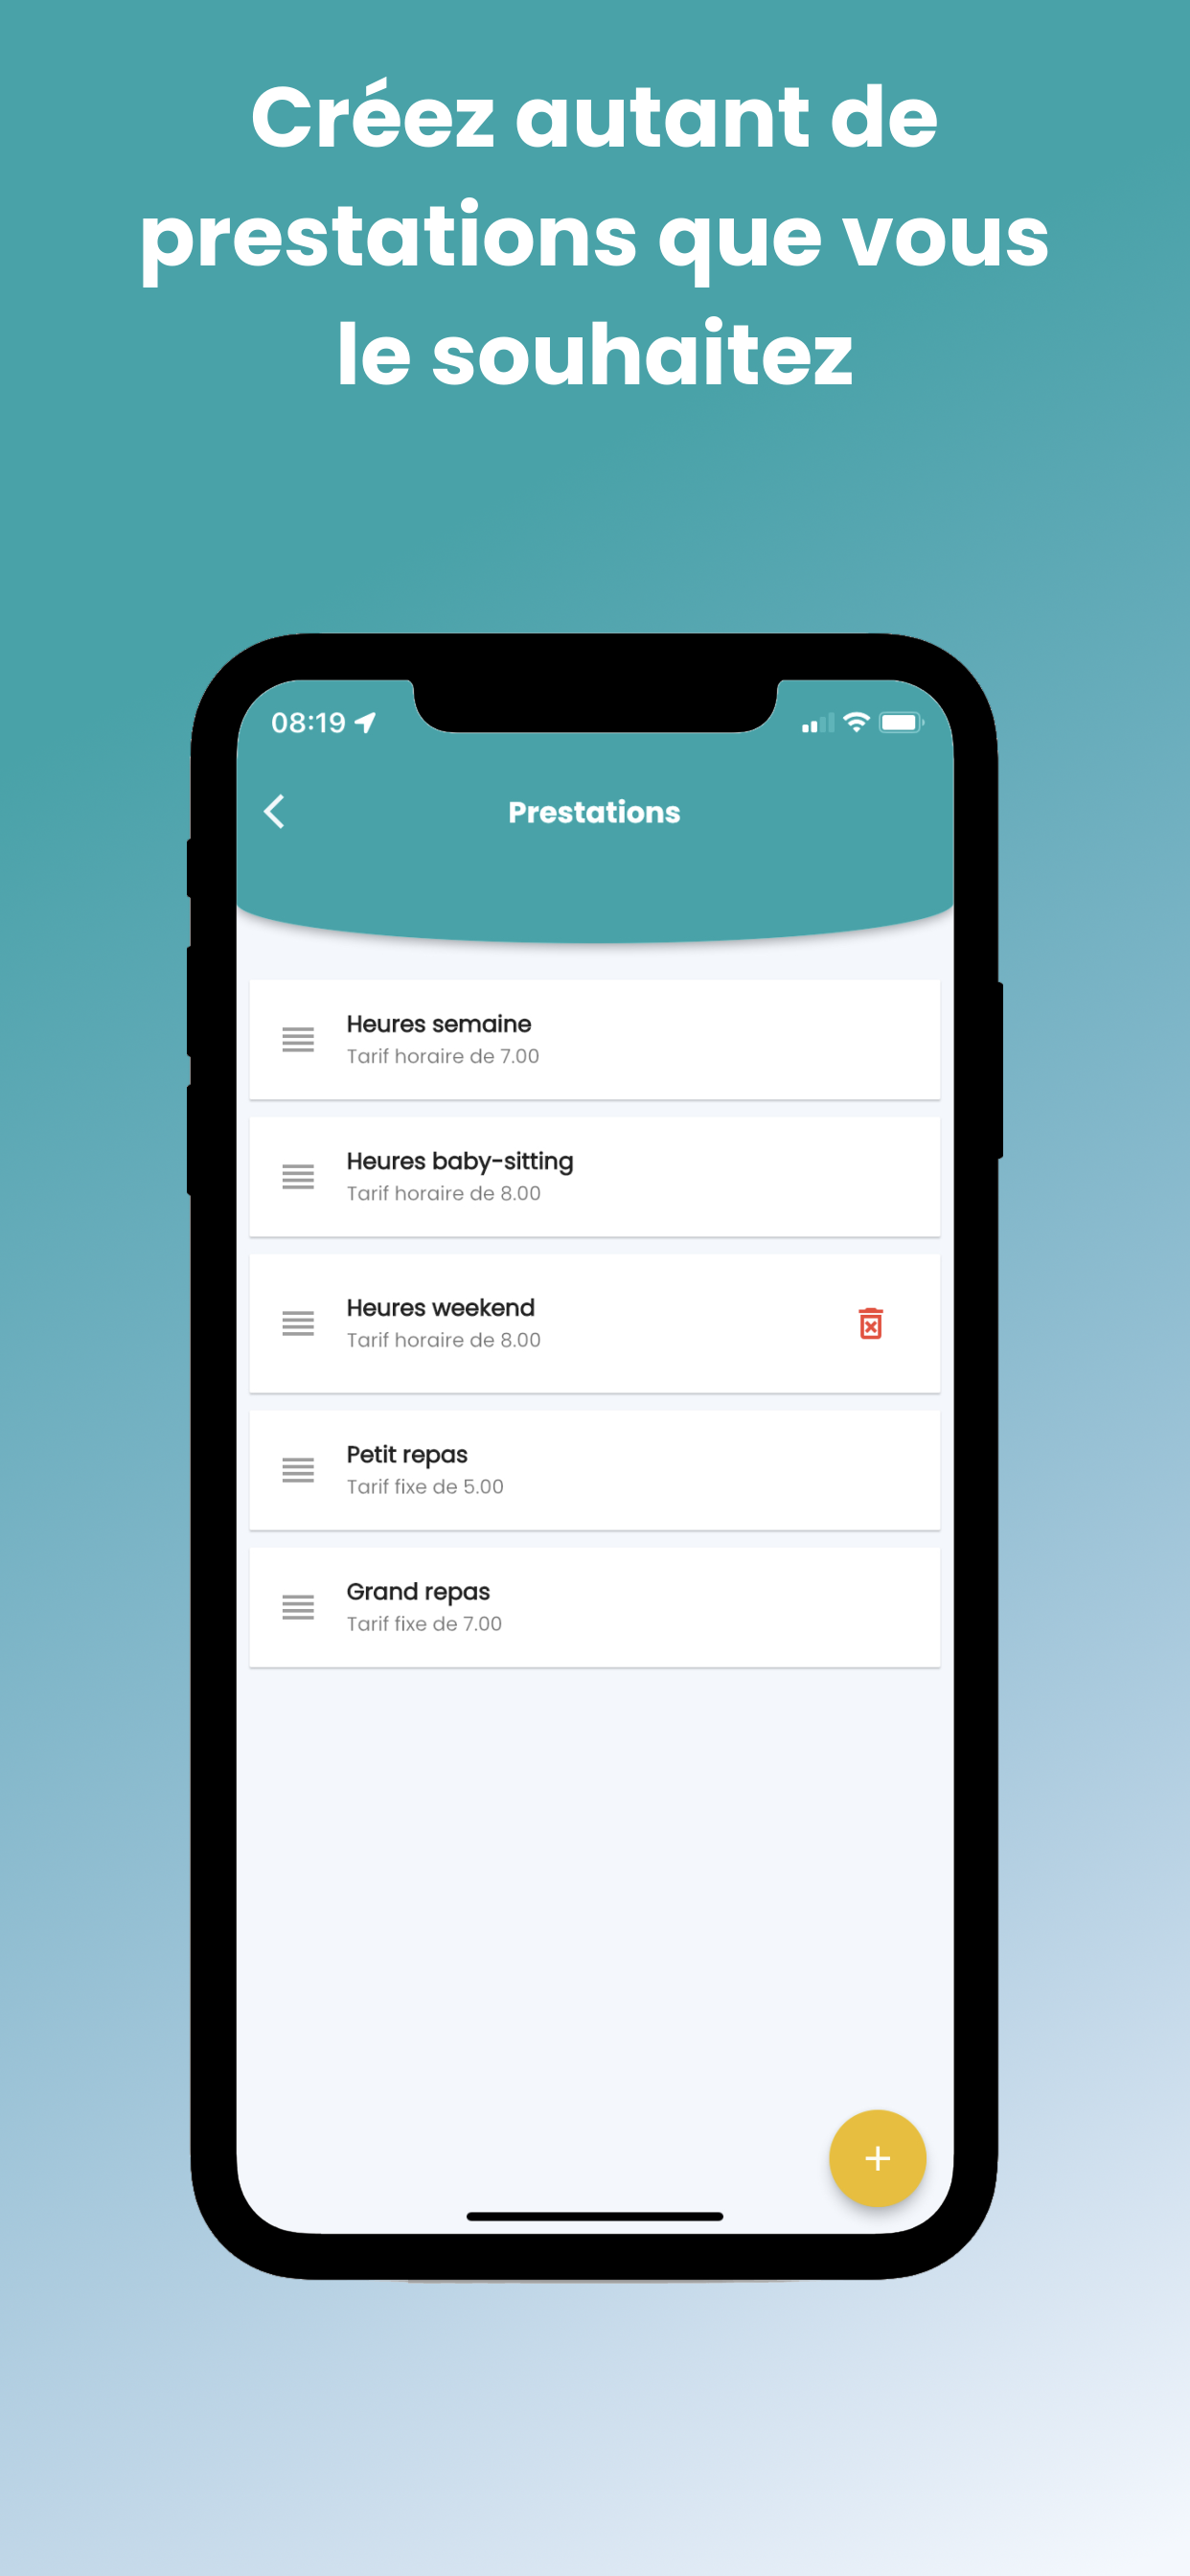 Créez autant de
prestations que vous
le souhaitez
08:19
Prestations
Heures semaine
Tarif horaire de 7.00
Heures baby-sitting
Tarif horaire de 8.00
Heures weekend
Tarif horaire de 8.00
Petit repas
Tarif fixe de 5.00
Grand repas
Tarif fixe de 7.00
+